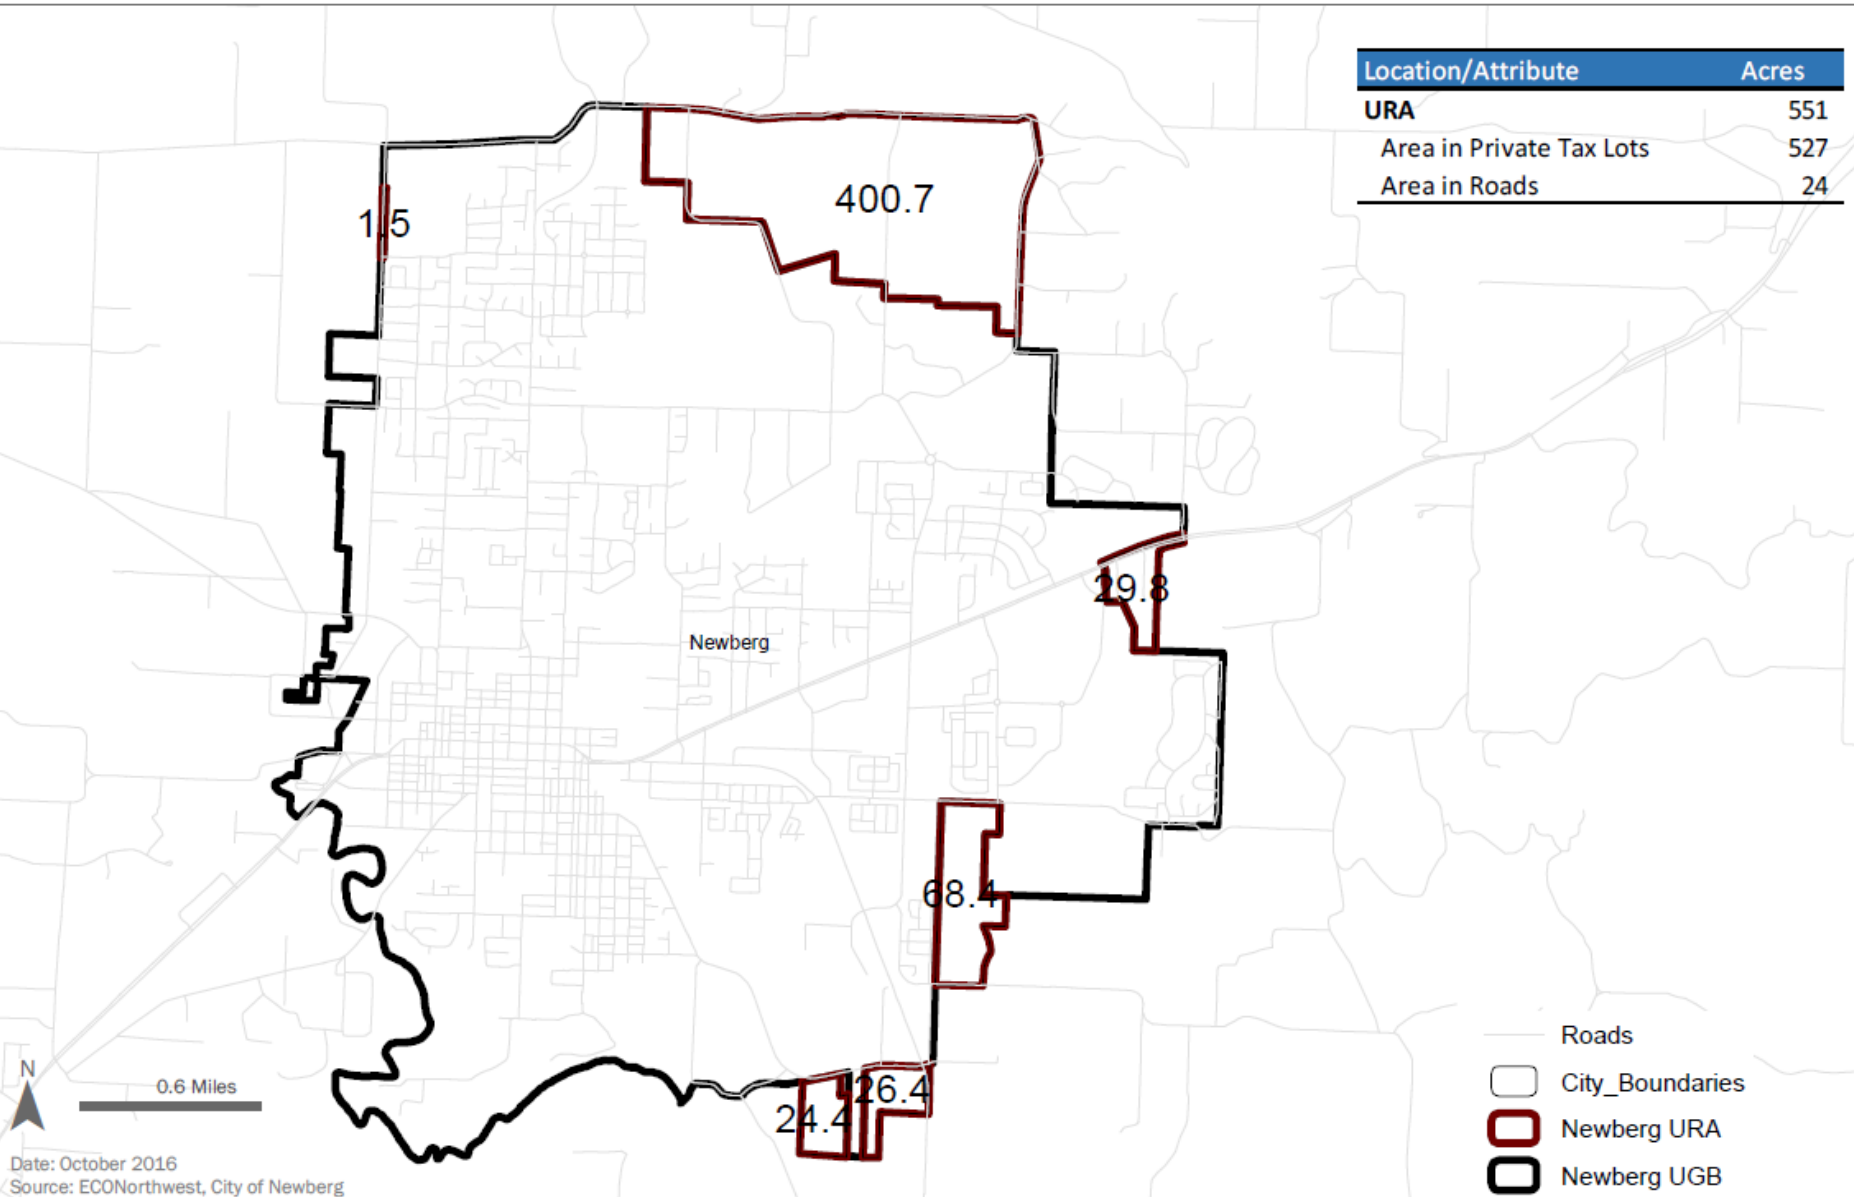 Location/Attribute Acres
URA 551
Area in Private Tax Lots 527
Area in Roads 24
400.7
1.5
29.8
Newberg
68.4
26.4
24.4
N
0.6 Miles
Roads
City_Boundaries
Newberg URA
Newberg UGB
Date: October 2016
Source: ECONorthwest, City of Newberg